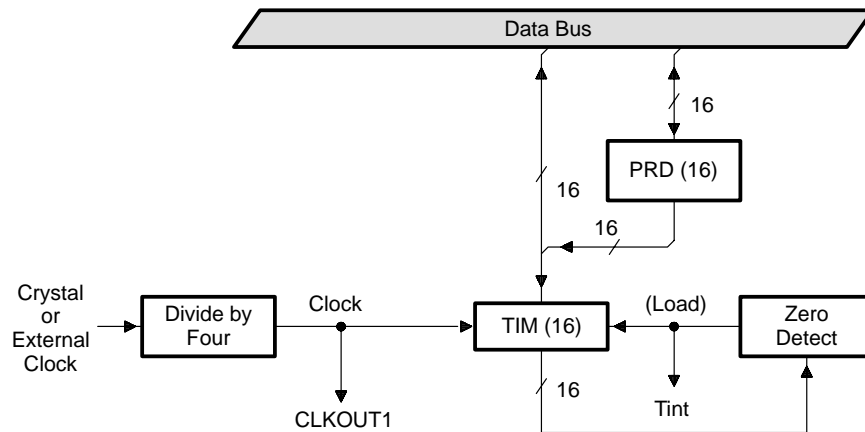 Data Bus
16
PRD (16)
16
16
Crystal
or
External
Clock
Divide by
Four
Clock
CLKOUT1
TIM (16)
16
(Load)
Tint
Zero
Detect